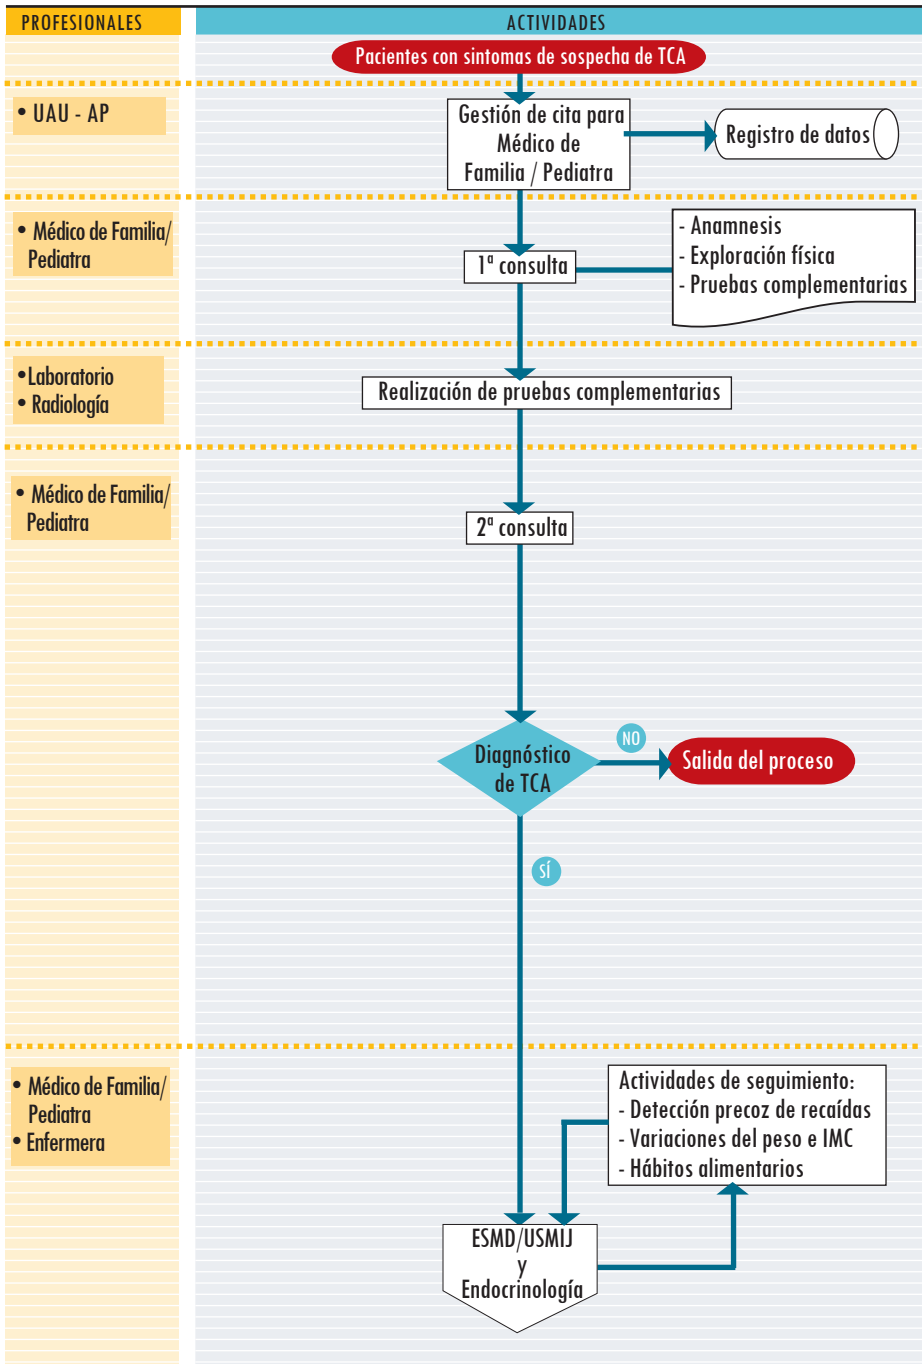 PROFESIONALES
ACTIVIDADES
Pacientes con sintomas de sospecha de TCA
• UAU - AP
Gestión de cita para
Médico de
Familia / Pediatra
Registro de datos
• Médico de Familia/
Pediatra
1ª consulta
- Anamnesis
- Exploración física
- Pruebas complementarias
•Laboratorio
• Radiología
Realización de pruebas complementarias
• Médico de Familia/
Pediatra
2ª consulta
Diagnóstico
de TCA
NO
Salida del proceso
SÍ
• Médico de Familia/
Pediatra
• Enfermera
Actividades de seguimiento:
- Detección precoz de recaídas
- Variaciones del peso e IMC
- Hábitos alimentarios
ESMD/USMIJ
y
Endocrinología